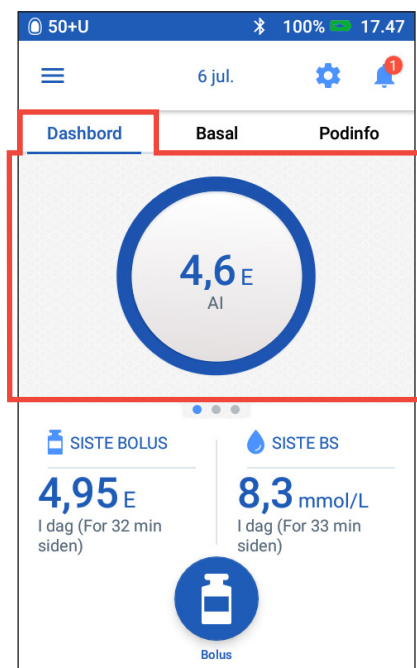 50+U 100% 17.47
6 jul. 1
Dashbord Basal Podinfo
4,6 E
AI
SISTE BOLUS
4,95 E
I dag (For 32 min
siden)
SISTE BS
8,3 mmol/L
I dag (For 33 min
siden)
Bolus